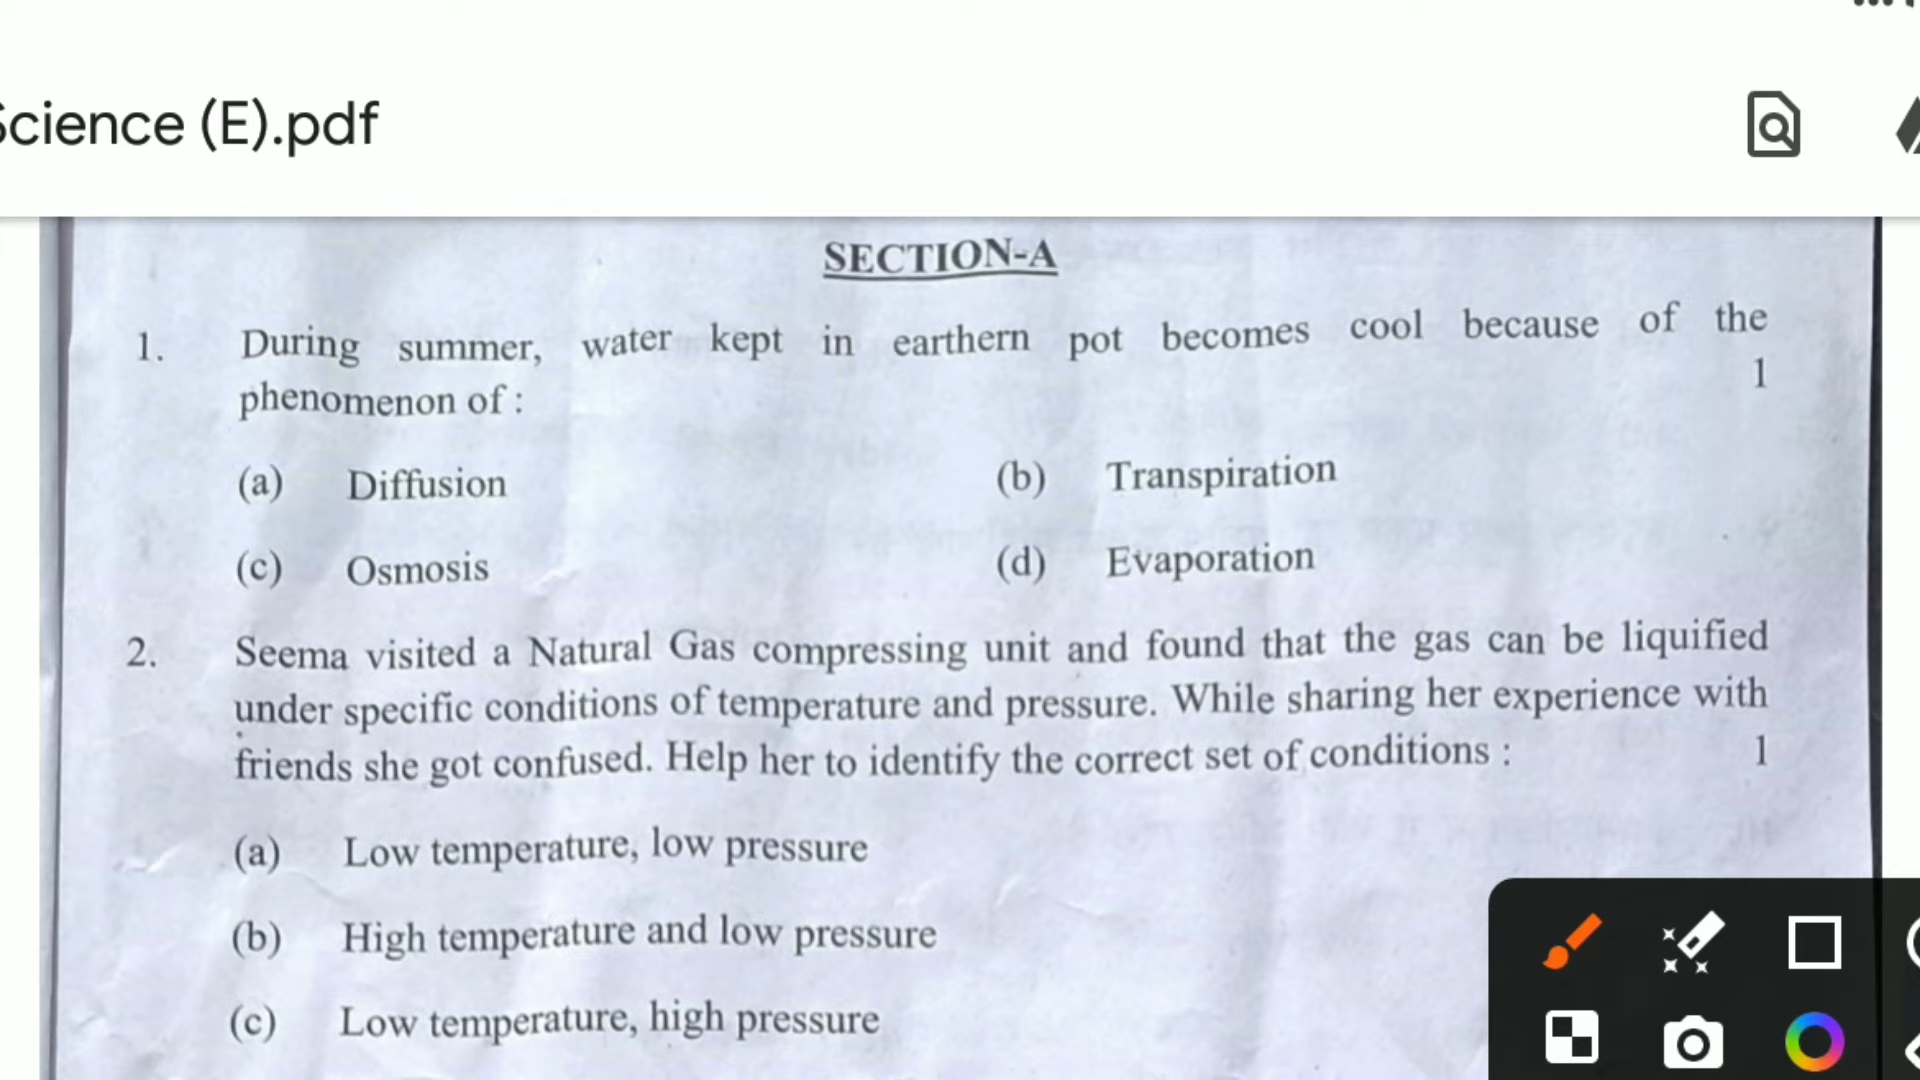 Science (E).pdf
SECTION-A
1. During summer, water kept in earthern pot becomes cool because of the
phenomenon of : 1
(a) Diffusion (b) Transpiration
(c) Osmosis (d) Evaporation
2. Seema visited a Natural Gas compressing unit and found that the gas can be liquified
under specific conditions of temperature and pressure. While sharing her experience with
friends she got confused. Help her to identify the correct set of conditions : 1
(a) Low temperature, low pressure
(b) High temperature and low pressure
(c) Low temperature, high pressure